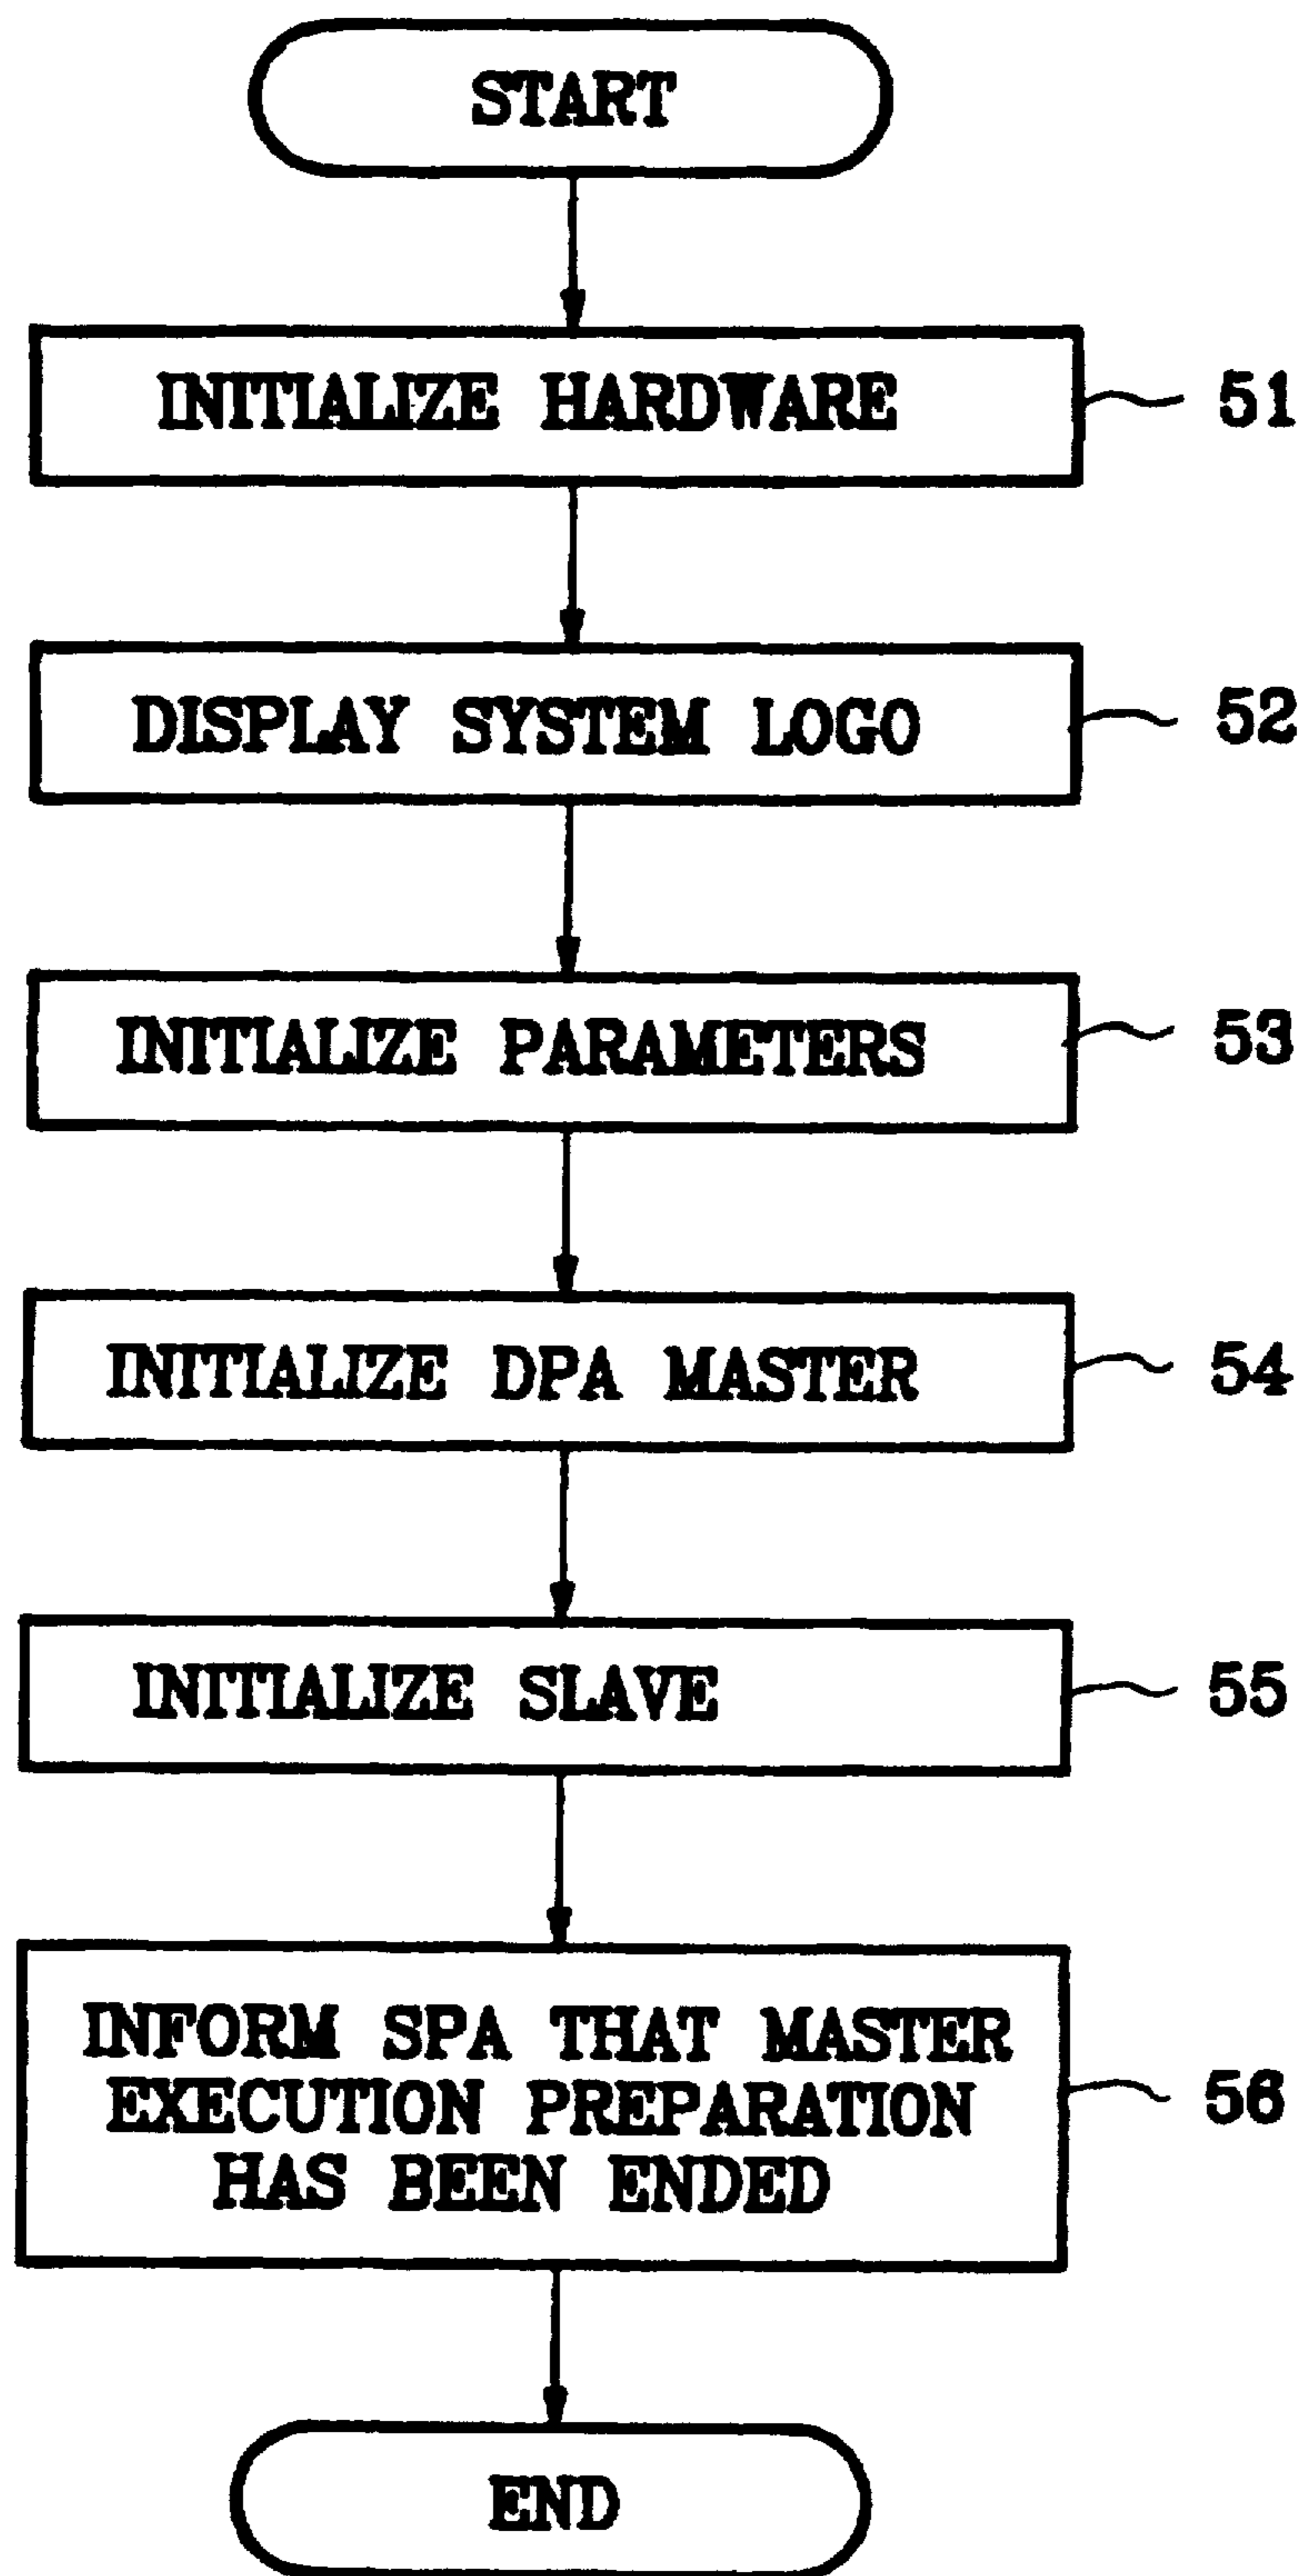 START
INITIALIZE HARDWARE 51
DISPLAY SYSTEM LOGO 52
INITIALIZE PARAMETERS 53
INITIALIZE DPA MASTER 54
INITIALIZE SLAVE 55
INFORM SPA THAT MASTER
EXECUTION PREPARATION 56
HAS BEEN ENDED
END